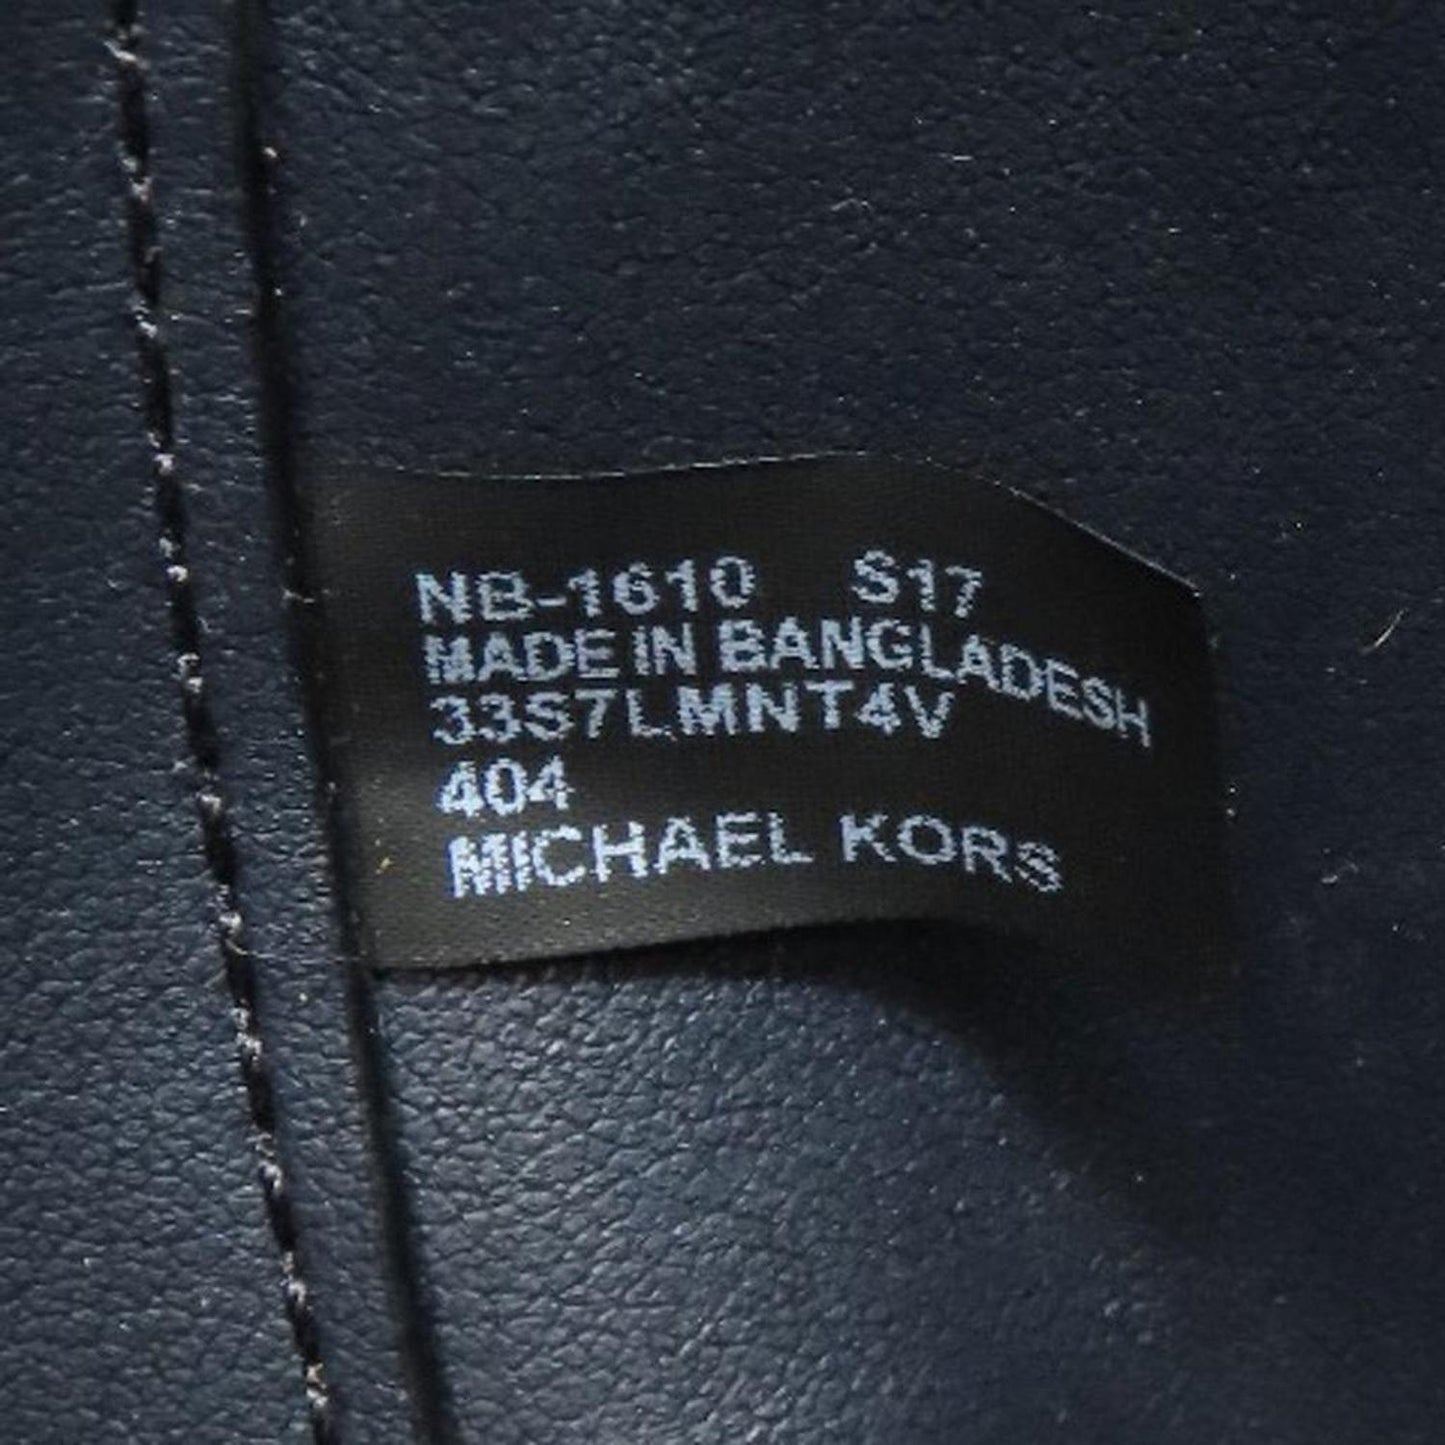 NB-1610 S17
MADE IN BANGLADESH
33S7LMNT4V
404
MICHAEL KORS